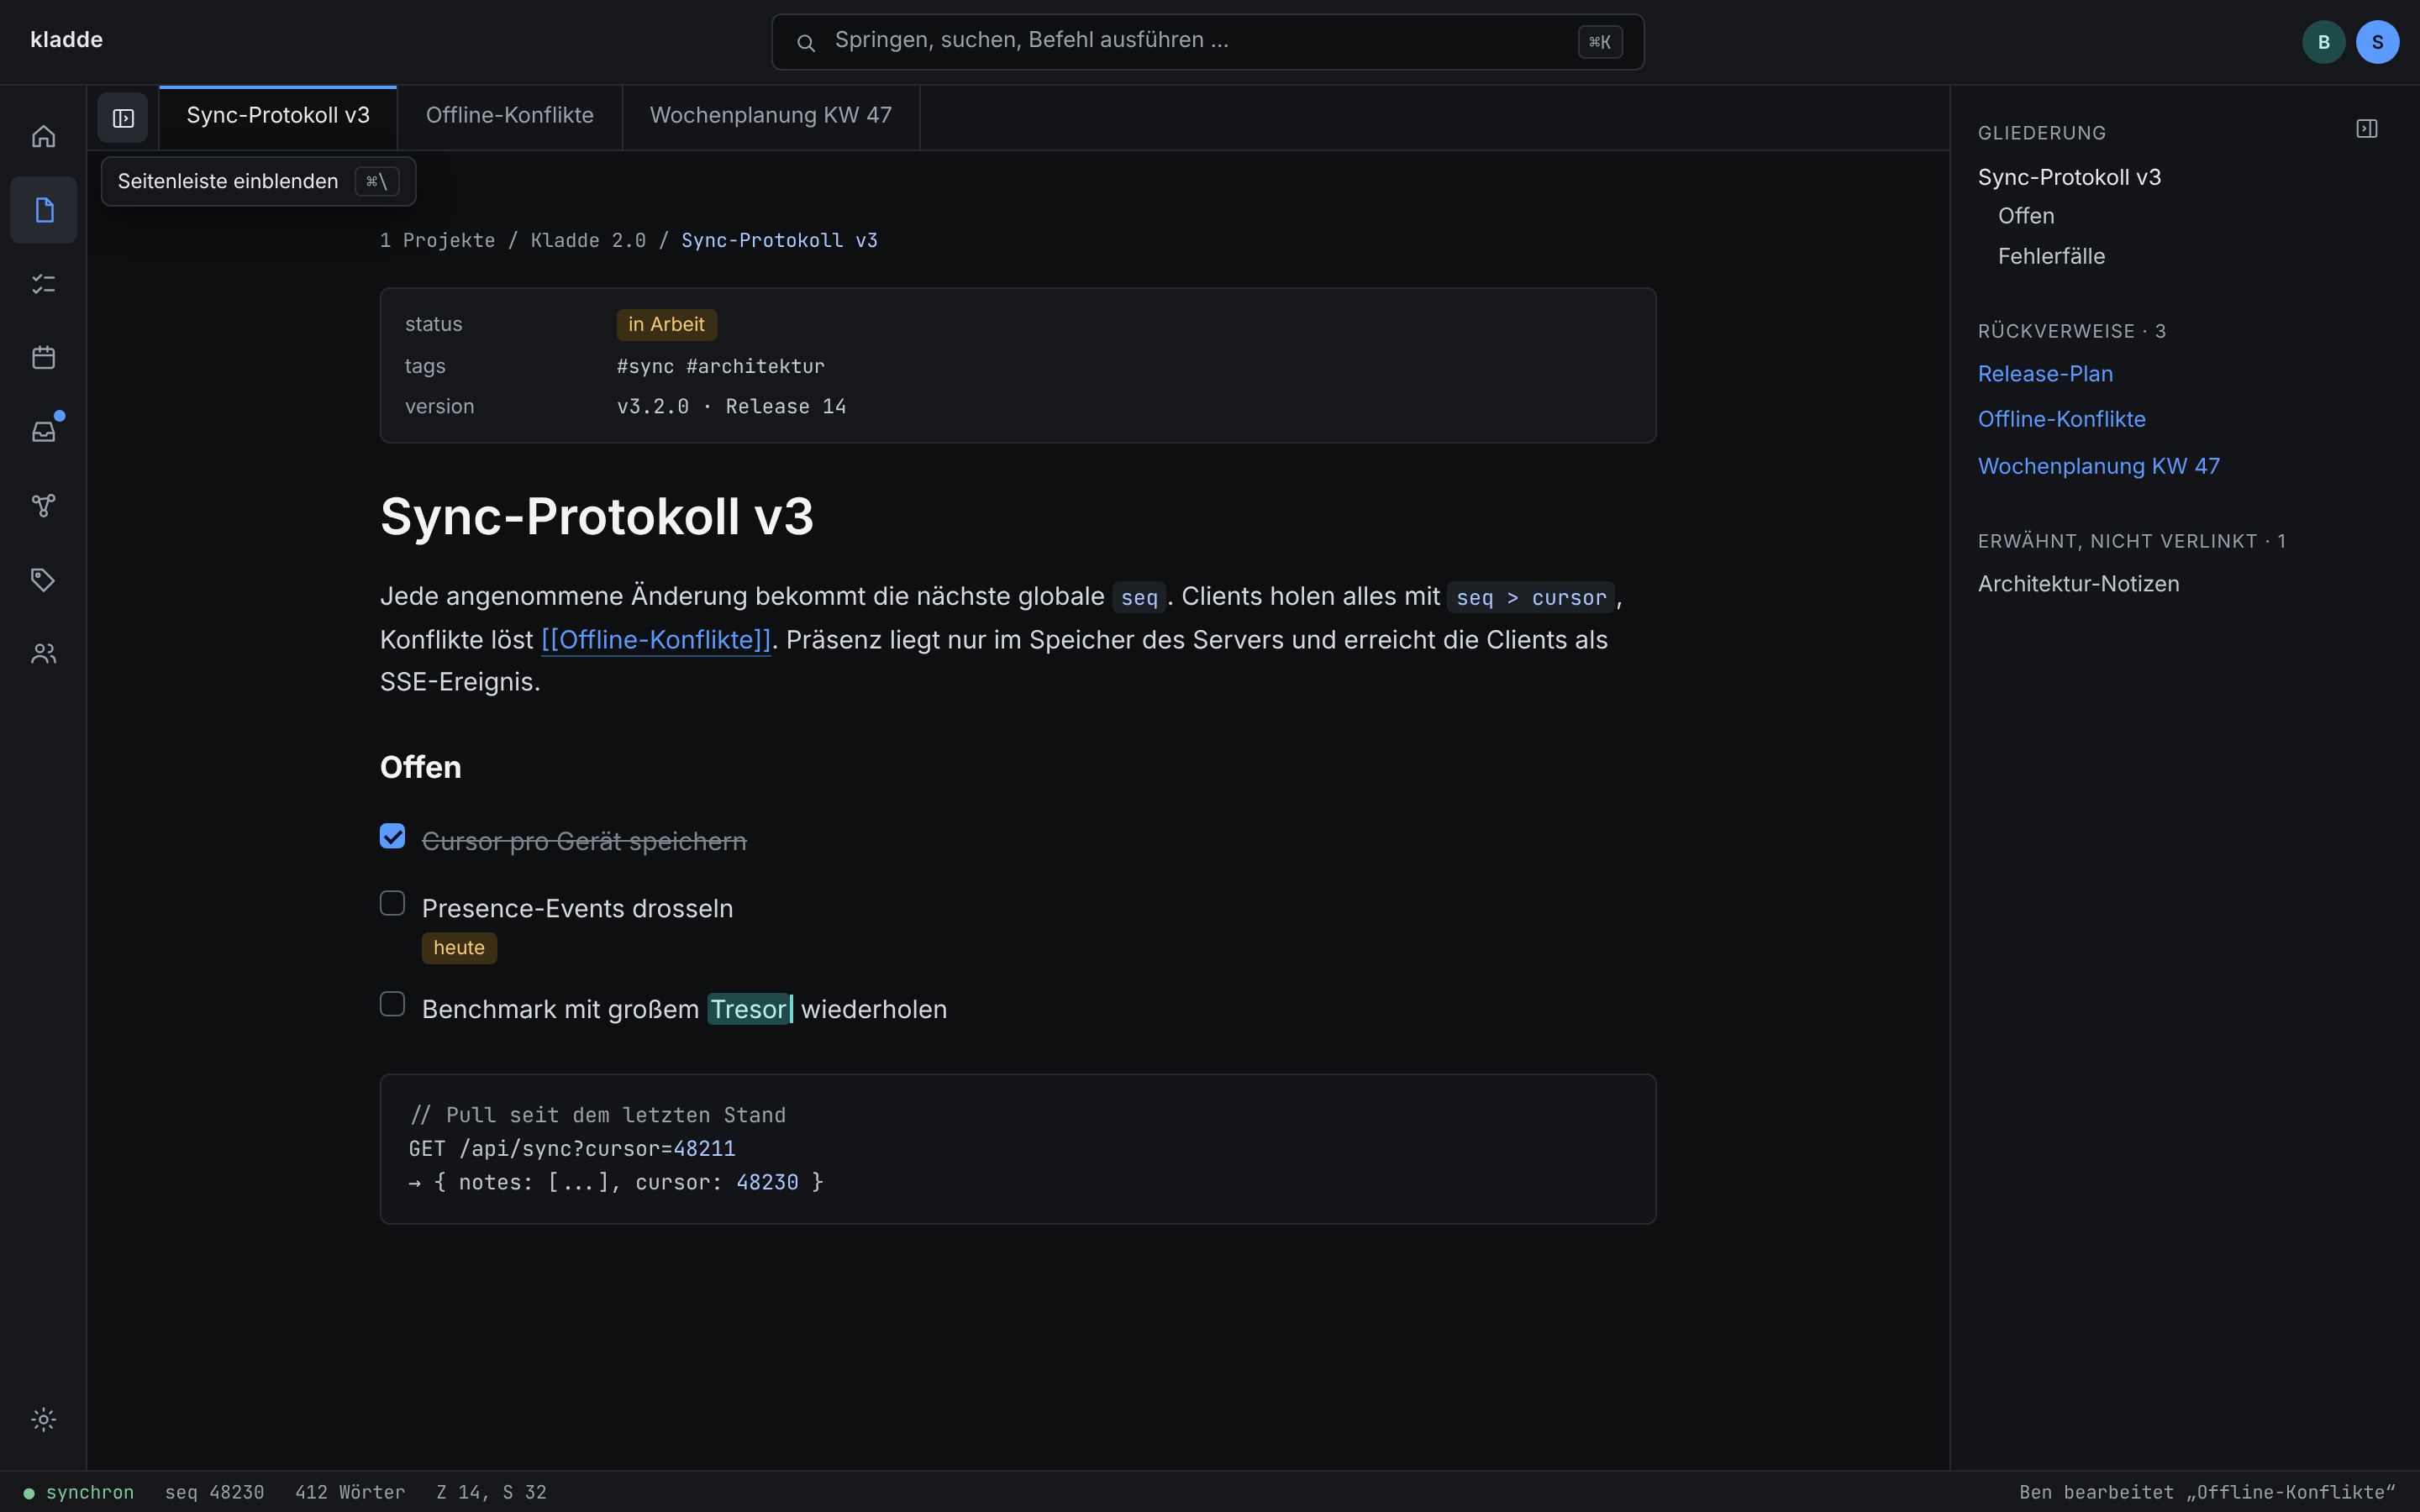 kladde
Springen, suchen, Befehl ausführen ...
⌘K
B
S
Sync-Protokoll v3
Offline-Konflikte
Wochenplanung KW 47
Seitenleiste einblenden
⌘\
1 Projekte / Kladde 2.0 / Sync-Protokoll v3
status
in Arbeit
tags
#sync #architektur
version
v3.2.0 · Release 14
Sync-Protokoll v3
Jede angenommene Änderung bekommt die nächste globale seq. Clients holen alles mit seq > cursor,
Konflikte löst [[Offline-Konflikte]]. Präsenz liegt nur im Speicher des Servers und erreicht die Clients als
SSE-Ereignis.
Offen
Cursor pro Gerät speichern
Presence-Events drosseln
heute
Benchmark mit großem Tresor wiederholen
// Pull seit dem letzten Stand
GET /api/sync?cursor=48211
→ { notes: [...], cursor: 48230 }
GLIEDERUNG
Sync-Protokoll v3
Offen
Fehlerfälle
RÜCKVERWEISE · 3
Release-Plan
Offline-Konflikte
Wochenplanung KW 47
ERWÄHNT, NICHT VERLINKT · 1
Architektur-Notizen
synchron
seq 48230
412 Wörter
Z 14, S 32
Ben bearbeitet „Offline-Konflikte“